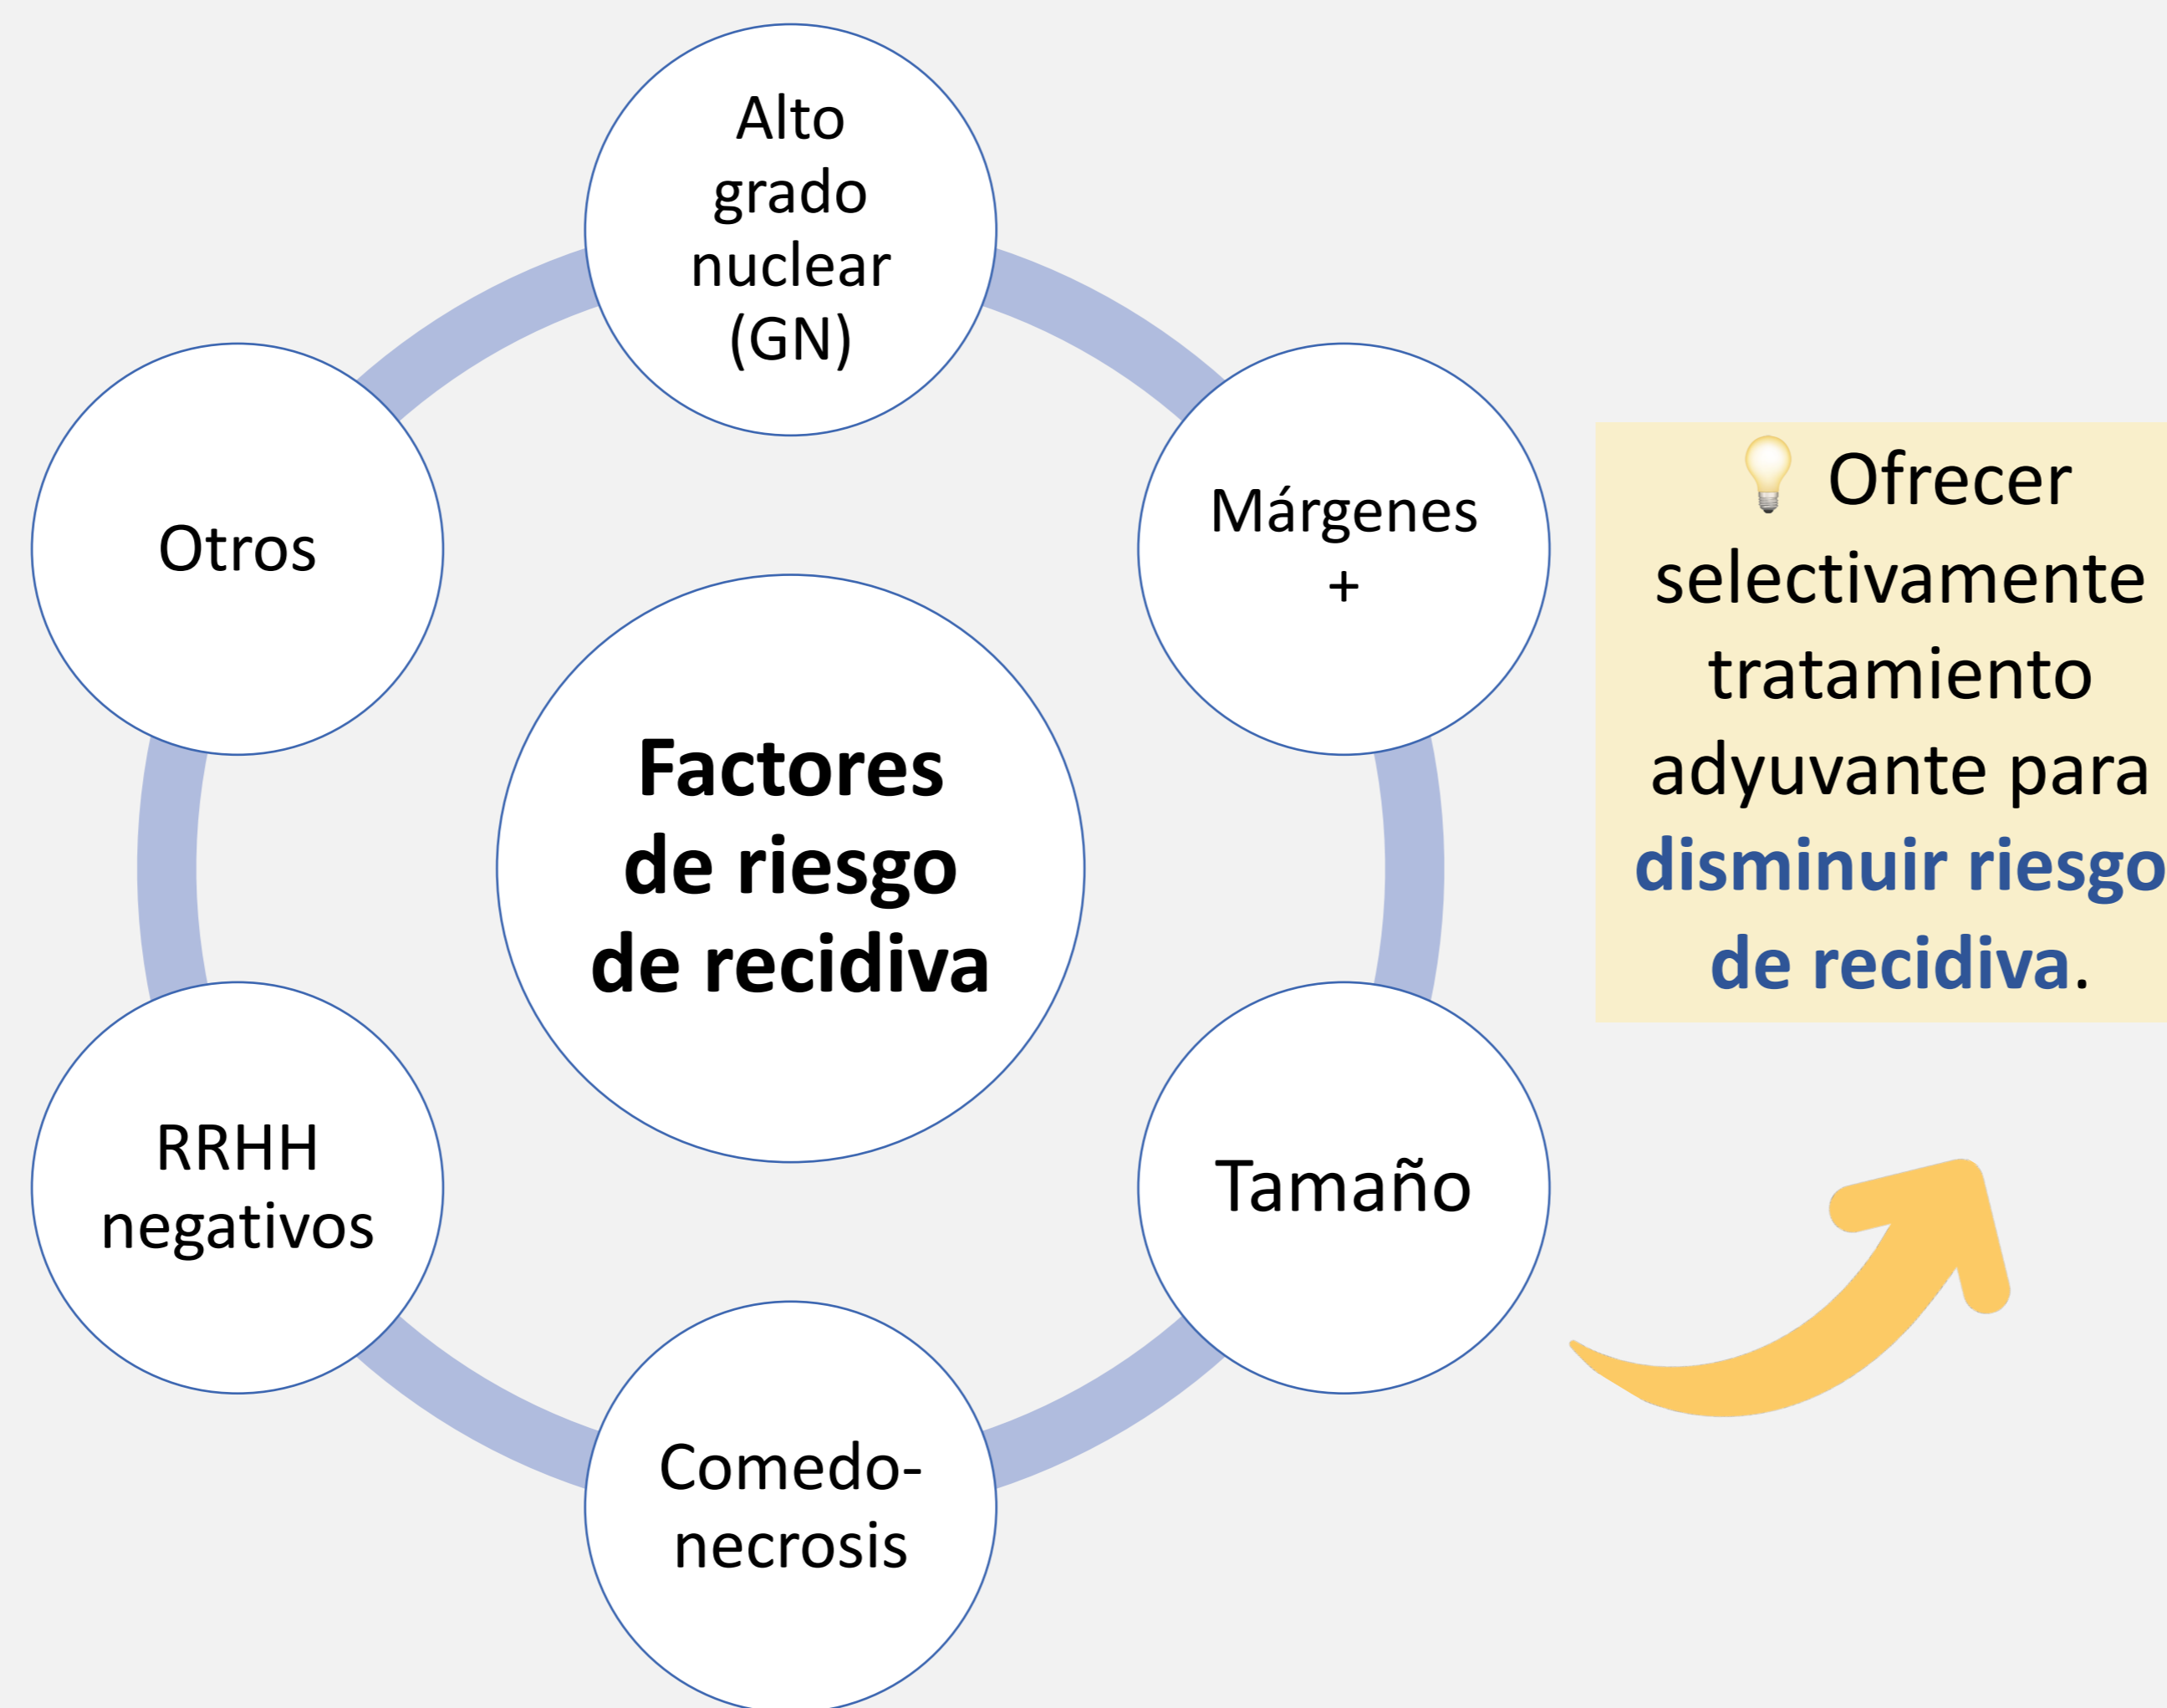 Alto
grado
nuclear
(GN)
Márgenes
+
Tamaño
Comedo-
necrosis
RRHH
negativos
Otros
Factores
de riesgo
de recidiva
Ofrecer
selectivamente
tratamiento
adyuvante para
disminuir riesgo
de recidiva.